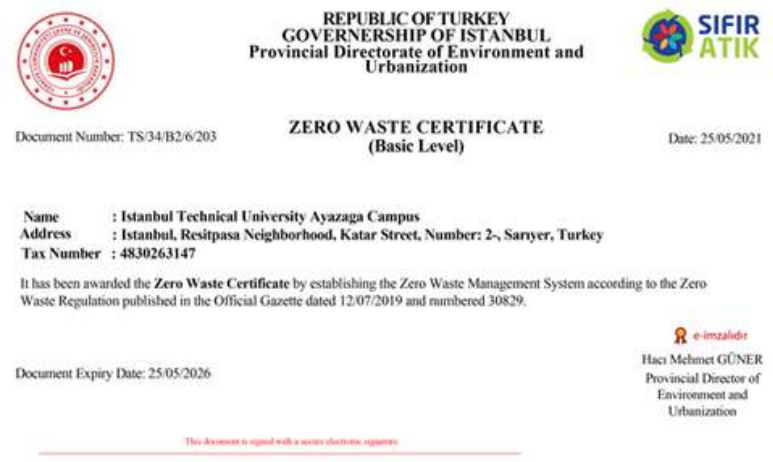 REPUBLIC OF TURKEY
GOVERNERSHIP OF ISTANBUL
Provincial Directorate of Environment and
Urbanization
SIFIR
ATIK
Document Number: TS/34/B2/6/203
ZERO WASTE CERTIFICATE
(Basic Level)
Date: 25/05/2021
Name : Istanbul Technical University Ayazaga Campus
Address : Istanbul, Resitpasa Neighborhood, Katar Street, Number: 2-, Sarıyer, Turkey
Tax Number : 4830263147
It has been awarded the Zero Waste Certificate by establishing the Zero Waste Management System according to the Zero
Waste Regulation published in the Official Gazette dated 12/07/2019 and numbered 30829.
e-imzalıdır
Hacı Mehmet GÜNER
Provincial Director of
Environment and
Urbanization
Document Expiry Date: 25/05/2026
This document is signed with a secure electronic signature